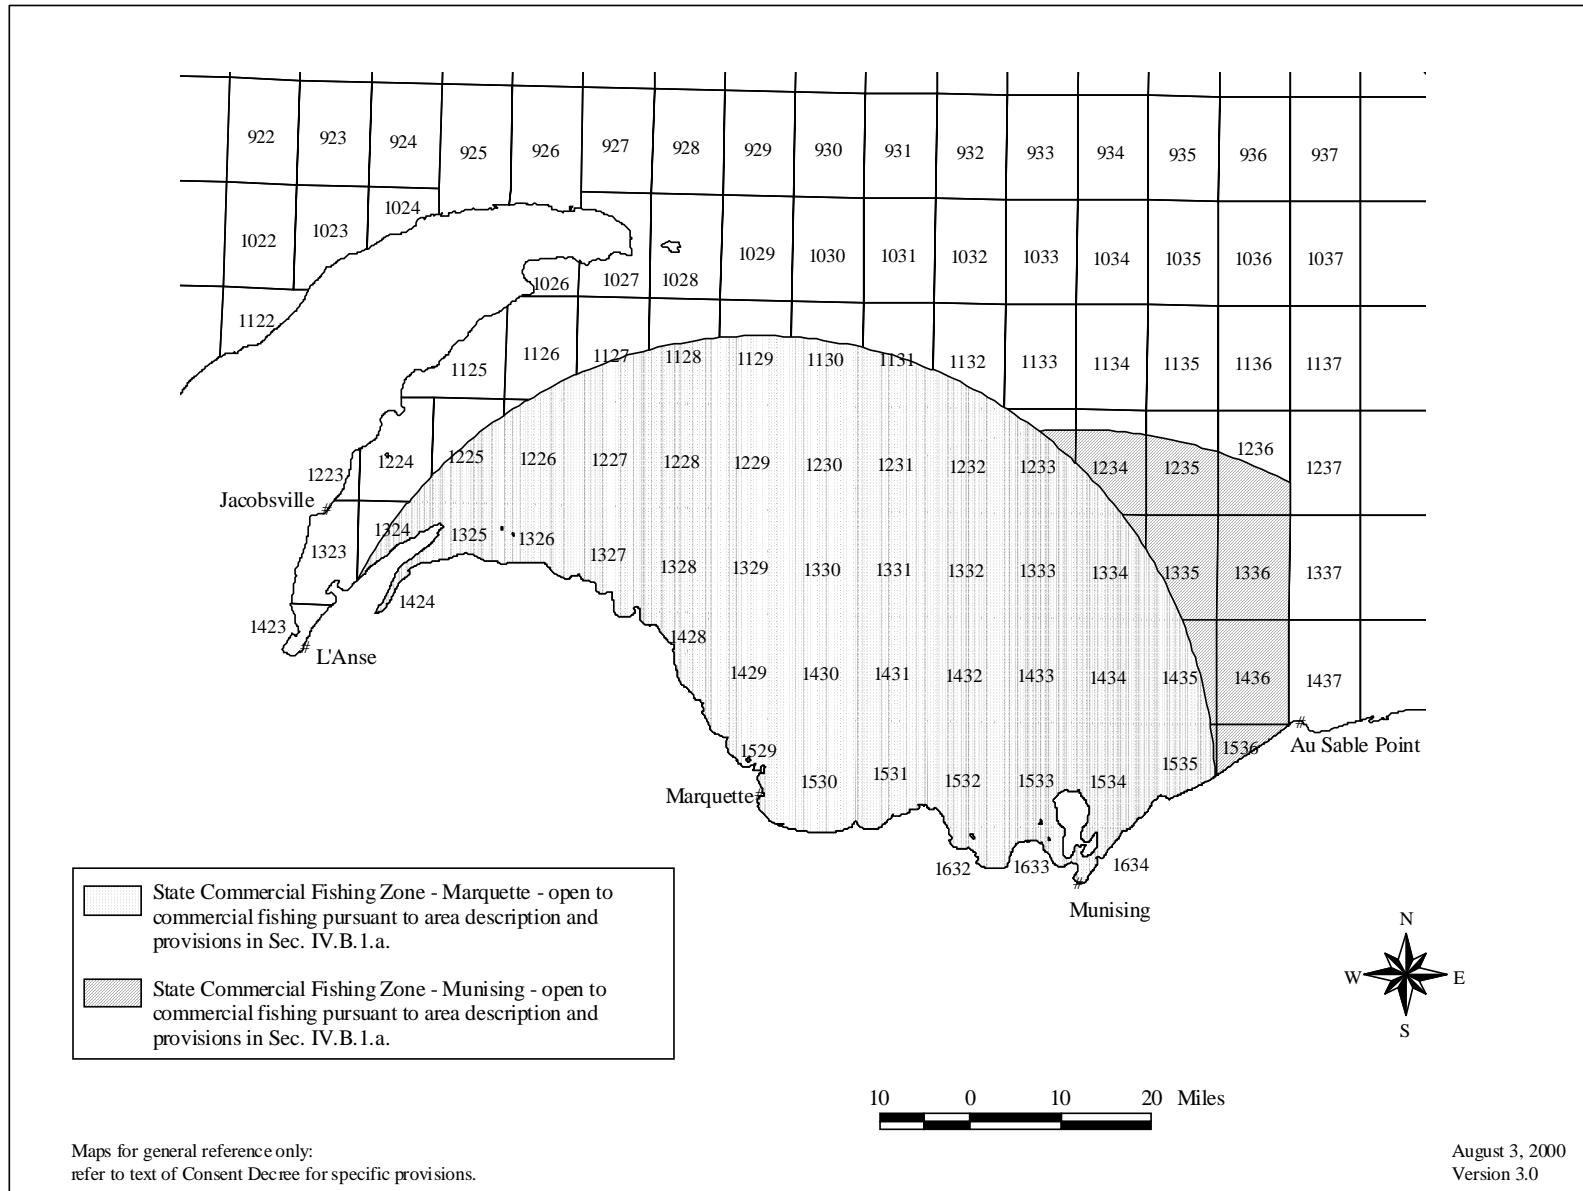 922 923 924 925 926 927 928 929 930 931 932 933 934 935 936 937
1022 1023 1024 1026 1027 1028 1029 1030 1031 1032 1033 1034 1035 1036 1037
1122 1125 1126 1127 1128 1129 1130 1131 1132 1133 1134 1135 1136 1137
1223 1224 1225 1226 1227 1228 1229 1230 1231 1232 1233 1234 1235 1236 1237
Jacobsville
1323 1324 1325 1326 1327 1328 1329 1330 1331 1332 1333 1334 1335 1336 1337
1423 1424 1428 1429 1430 1431 1432 1433 1434 1435 1436 1437
L'Anse
1529 1530 1531 1532 1533 1534 1535 1536
Au Sable Point
Marquette
1632 1633 1634
Munising
State Commercial Fishing Zone - Marquette - open to
commercial fishing pursuant to area description and
provisions in Sec. IV.B.1.a.
State Commercial Fishing Zone - Munising - open to
commercial fishing pursuant to area description and
provisions in Sec. IV.B.1.a.
N
W E
S
10 0 10 20 Miles
Maps for general reference only:
refer to text of Consent Decree for specific provisions.
August 3, 2000
Version 3.0